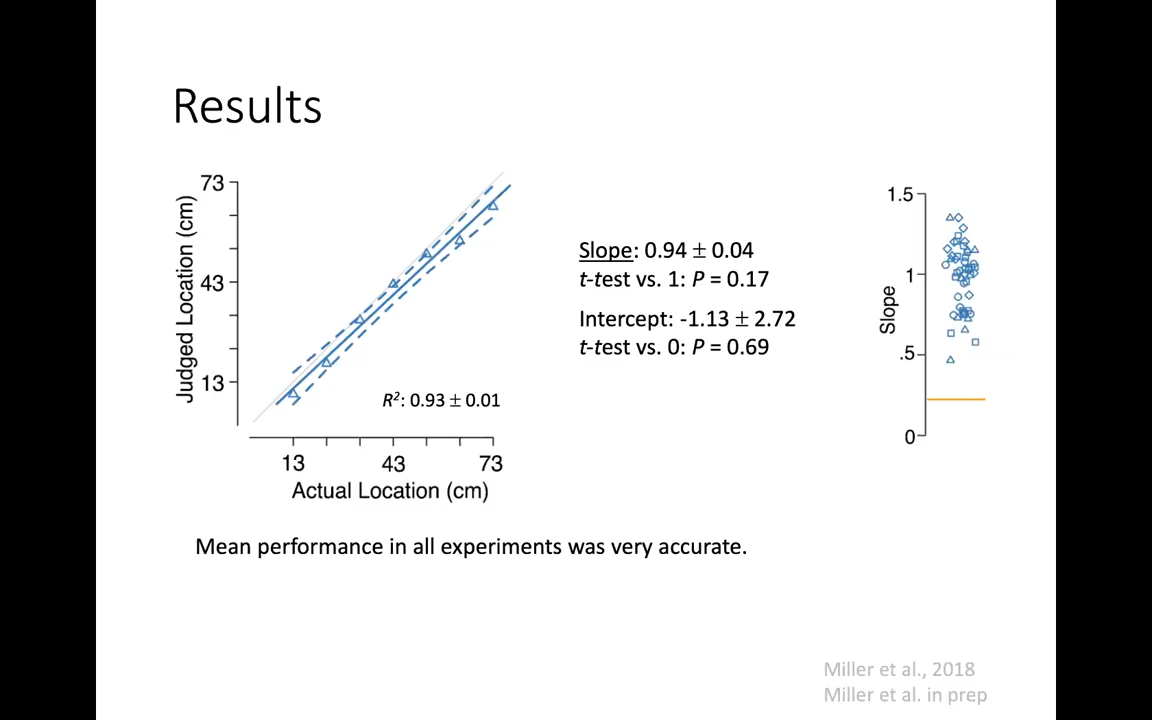 Results
73
43
13
Judged Location (cm)
R²: 0.93 ± 0.01
13 43 73
Actual Location (cm)
Slope: 0.94 ± 0.04
t-test vs. 1: P = 0.17
Intercept: -1.13 ± 2.72
t-test vs. 0: P = 0.69
1.5
1
.5
0
Slope
Mean performance in all experiments was very accurate.
Miller et al., 2018
Miller et al. in prep